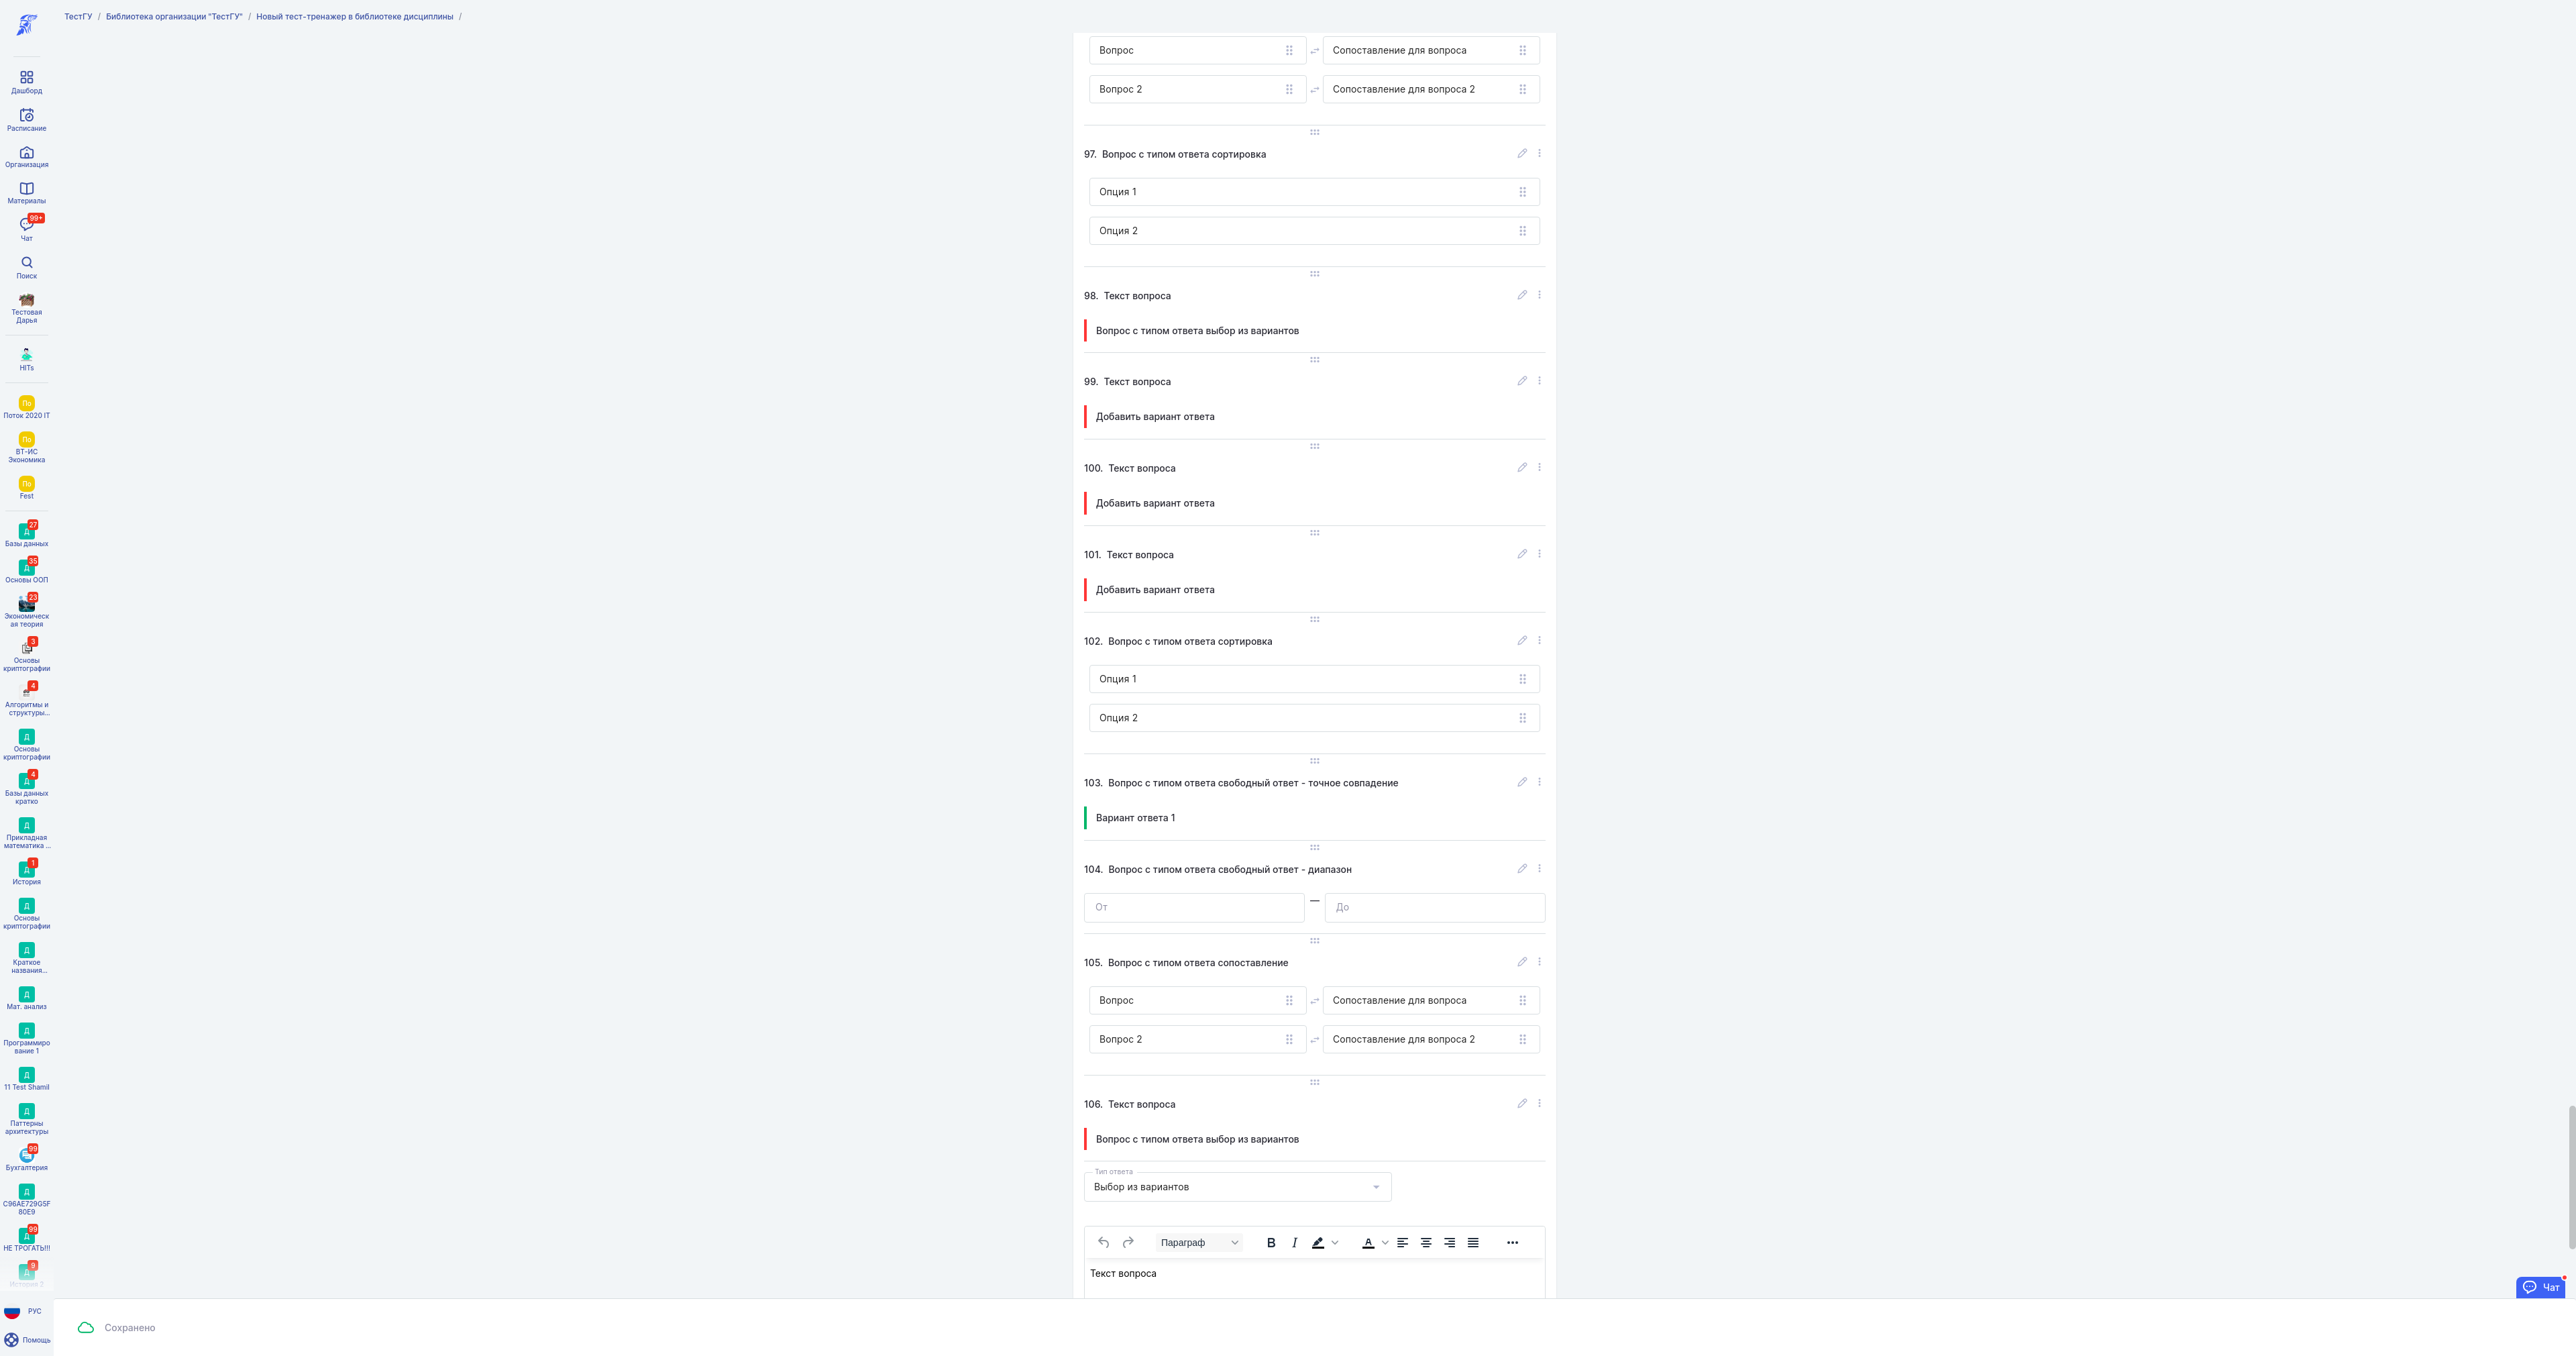 ТестГУ / Библиотека организации "ТестГУ" / Новый тест-тренажер в библиотеке дисциплины /
Дашборд
Расписание
Организация
Материалы
99+
Чат
Поиск
Тестовая
Дарья
HITs
По
Поток 2020 IT
По
ВТ-ИС
Экономика
По
Fest
27
Д
Базы данных
35
Д
Основы ООП
23
Экономическ
ая теория
3
Основы
криптографии
4
Алгоритмы и
структуры...
Д
Основы
криптографии
4
Д
Базы данных
кратко
Д
Прикладная
математика ...
1
Д
История
Д
Основы
криптографии
Д
Краткое
названия...
Д
Мат. анализ
Д
Программиро
вание 1
Д
11 Test Shamil
Д
Паттерны
архитектуры
99
Бухгалтерия
Д
C96AE729G5F
80E9
99
Д
НЕ ТРОГАТЬ!!!
9
Д
История 2
РУС
Помощь
Вопрос
Сопоставление для вопроса
Вопрос 2
Сопоставление для вопроса 2
97. Вопрос с типом ответа сортировка
Опция 1
Опция 2
98. Текст вопроса
Вопрос с типом ответа выбор из вариантов
99. Текст вопроса
Добавить вариант ответа
100. Текст вопроса
Добавить вариант ответа
101. Текст вопроса
Добавить вариант ответа
102. Вопрос с типом ответа сортировка
Опция 1
Опция 2
103. Вопрос с типом ответа свободный ответ - точное совпадение
Вариант ответа 1
104. Вопрос с типом ответа свободный ответ - диапазон
От — До
105. Вопрос с типом ответа сопоставление
Вопрос
Сопоставление для вопроса
Вопрос 2
Сопоставление для вопроса 2
106. Текст вопроса
Вопрос с типом ответа выбор из вариантов
Тип ответа
Выбор из вариантов
Параграф B I A
Текст вопроса
Чат
Сохранено